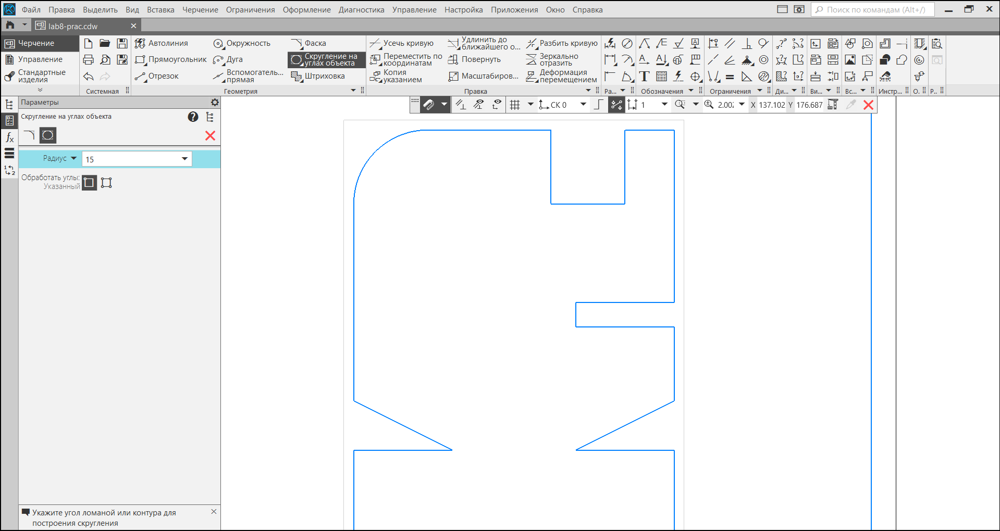 Файл Правка Выделить Вид Вставка Черчение Ограничения Оформление Диагностика Управление Настройка Приложения Окно Справка Поиск по командам (Alt+/)
lab8-prac.cdw
Черчение
Управление
Стандартные
изделия
Системная
Автолиния
Прямоугольник
Отрезок
Окружность
Дуга
Вспомогатель...
прямая
Фаска
Скругление на
углах объекта
Штриховка
Геометрия
Усечь кривую
Переместить по
координатам
Копия
указанием
Удлинить до
ближайшего о...
Повернуть
Масштабиров...
Разбить кривую
Зеркально
отразить
Деформация
перемещением
Правка
Ра...
Обозначения
Ограничения
Ди...
Ви...
Вс...
Инстр...
О.
Р..
Параметры
Скругление на углах объекта
Радиус 15
Обработать углы:
Указанный
СК 0 1 2.002 X 137.102 Y 176.687
Укажите угол ломаной или контура для
построения скругления